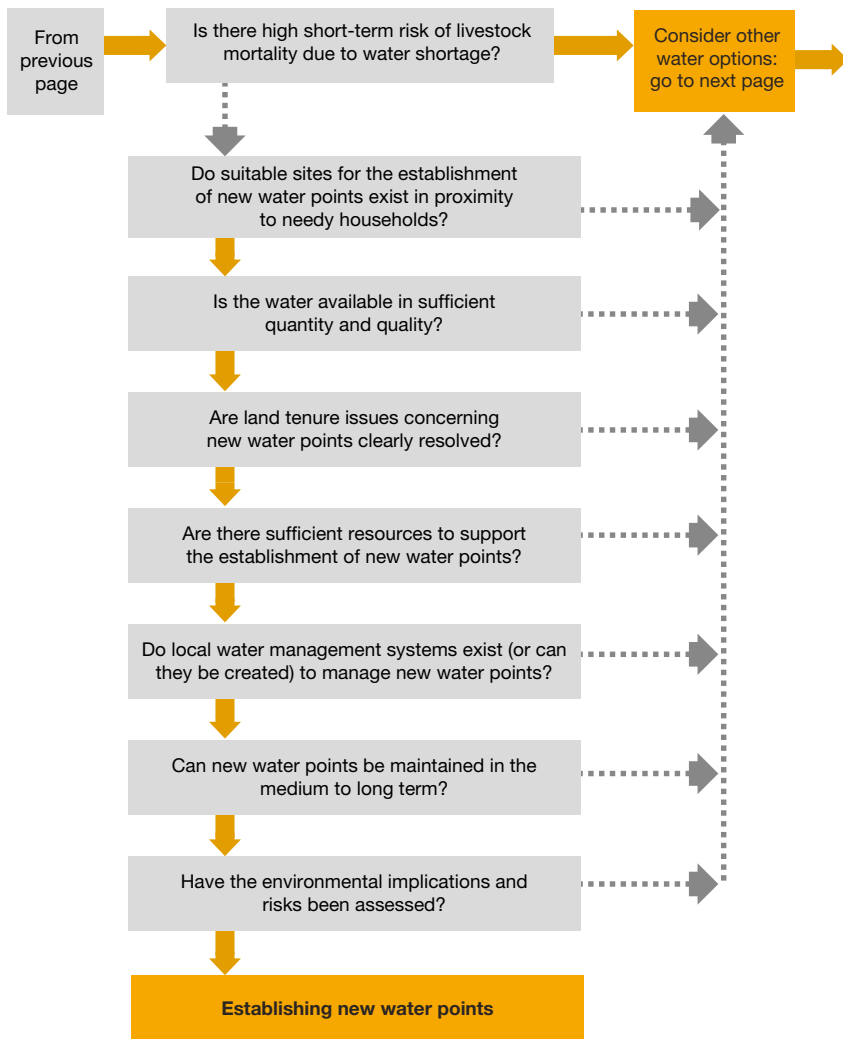 From
previous
page
Is there high short-term risk of livestock
mortality due to water shortage?
Consider other
water options:
go to next page
Do suitable sites for the establishment
of new water points exist in proximity
to needy households?
Is the water available in sufficient
quantity and quality?
Are land tenure issues concerning
new water points clearly resolved?
Are there sufficient resources to support
the establishment of new water points?
Do local water management systems exist (or can
they be created) to manage new water points?
Can new water points be maintained in the
medium to long term?
Have the environmental implications and
risks been assessed?
Establishing new water points